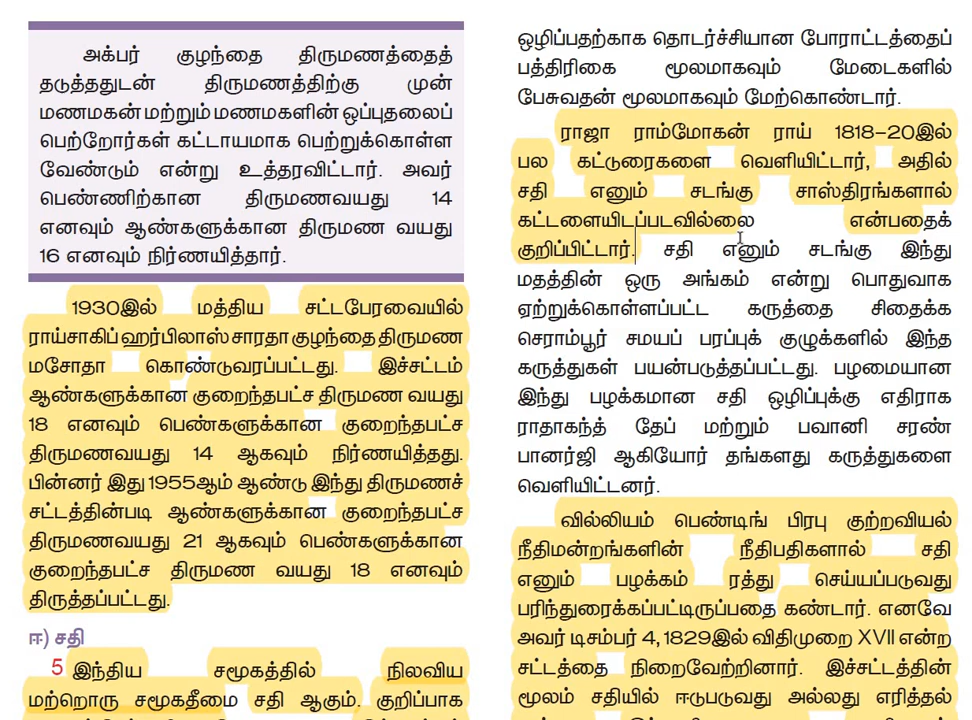 அக்பர் குழந்தை திருமணத்தைத்
தடுத்ததுடன் திருமணத்திற்கு முன்
மணமகன் மற்றும் மணமகளின் ஒப்புதலைப்
பெற்றோர்கள் கட்டாயமாக பெற்றுக்கொள்ள
வேண்டும் என்று உத்தரவிட்டார். அவர்
பெண்ணிற்கான திருமணவயது 14
எனவும் ஆண்களுக்கான திருமண வயது
16 எனவும் நிர்ணயித்தார்.
1930இல் மத்திய சட்டபேரவையில்
ராய்சாகிப் ஹர்பிலாஸ் சாரதா குழந்தை திருமண
மசோதா கொண்டுவரப்பட்டது. இச்சட்டம்
ஆண்களுக்கான குறைந்தபட்ச திருமண வயது
18 எனவும் பெண்களுக்கான குறைந்தபட்ச
திருமணவயது 14 ஆகவும் நிர்ணயித்தது.
பின்னர் இது 1955ஆம் ஆண்டு இந்து திருமணச்
சட்டத்தின்படி ஆண்களுக்கான குறைந்தபட்ச
திருமணவயது 21 ஆகவும் பெண்களுக்கான
குறைந்தபட்ச திருமண வயது 18 எனவும்
திருத்தப்பட்டது.
ஈ) சதி
5 இந்திய சமூகத்தில் நிலவிய
மற்றொரு சமூகதீமை சதி ஆகும். குறிப்பாக
ஒழிப்பதற்காக தொடர்ச்சியான போராட்டத்தைப்
பத்திரிகை மூலமாகவும் மேடைகளில்
பேசுவதன் மூலமாகவும் மேற்கொண்டார்.
ராஜா ராம்மோகன் ராய் 1818–20இல்
பல கட்டுரைகளை வெளியிட்டார், அதில்
சதி எனும் சடங்கு சாஸ்திரங்களால்
கட்டளையிடப்படவில்லை என்பதைக்
குறிப்பிட்டார். சதி எனும் சடங்கு இந்து
மதத்தின் ஒரு அங்கம் என்று பொதுவாக
ஏற்றுக்கொள்ளப்பட்ட கருத்தை சிதைக்க
செராம்பூர் சமயப் பரப்புக் குழுக்களில் இந்த
கருத்துகள் பயன்படுத்தப்பட்டது. பழமையான
இந்து பழக்கமான சதி ஒழிப்புக்கு எதிராக
ராதாகந்த் தேப் மற்றும் பவானி சரண்
பானர்ஜி ஆகியோர் தங்களது கருத்துகளை
வெளியிட்டனர்.
வில்லியம் பெண்டிங் பிரபு குற்றவியல்
நீதிமன்றங்களின் நீதிபதிகளால் சதி
எனும் பழக்கம் ரத்து செய்யப்படுவது
பரிந்துரைக்கப்பட்டிருப்பதை கண்டார். எனவே
அவர் டிசம்பர் 4, 1829இல் விதிமுறை XVII என்ற
சட்டத்தை நிறைவேற்றினார். இச்சட்டத்தின்
மூலம் சதியில் ஈடுபடுவது அல்லது எரித்தல்